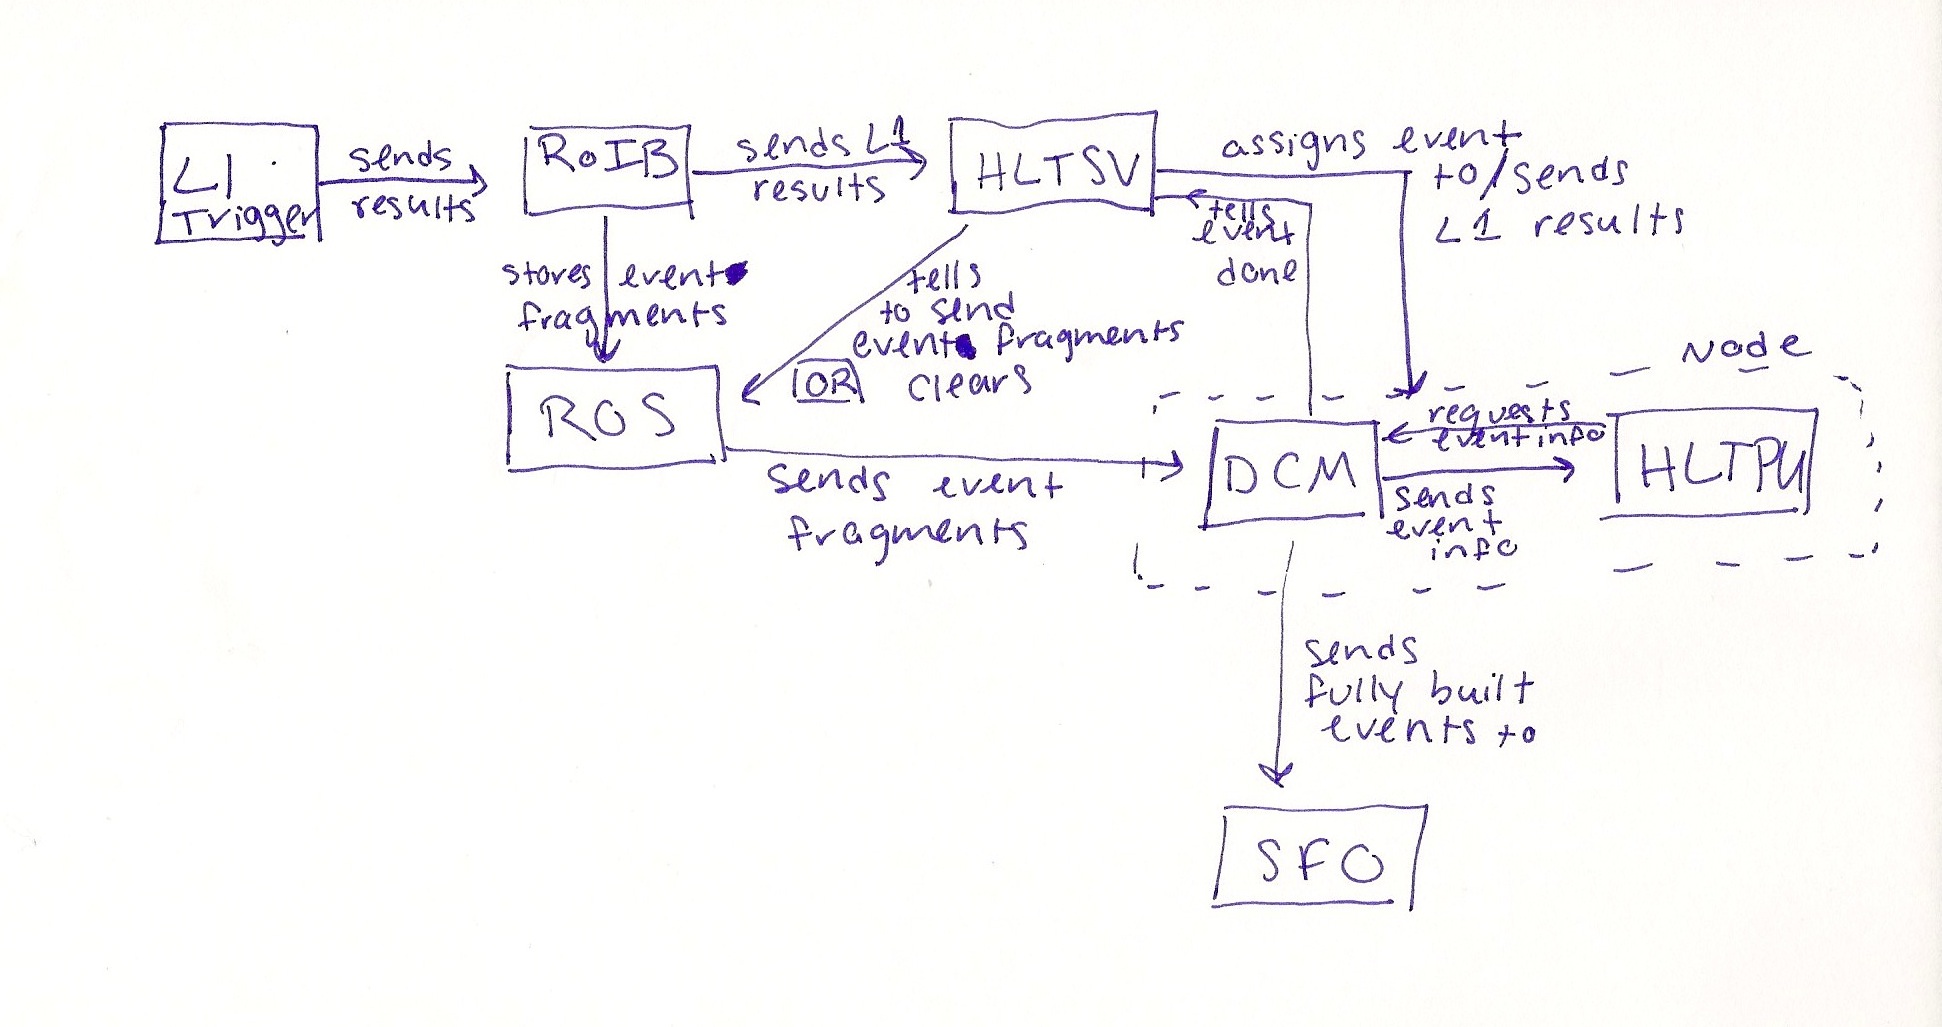 L1
Trigger
sends
results
RoIB
sends L1
results
HLTSV
assigns event
to/sends
L1 results
tells
event
done
stores event
fragments
tells
to send
event fragments
OR clears
Node
ROS
sends event
fragments
DCM
requests
event info
sends
event
info
HLTPU
sends
fully built
events to
SFO